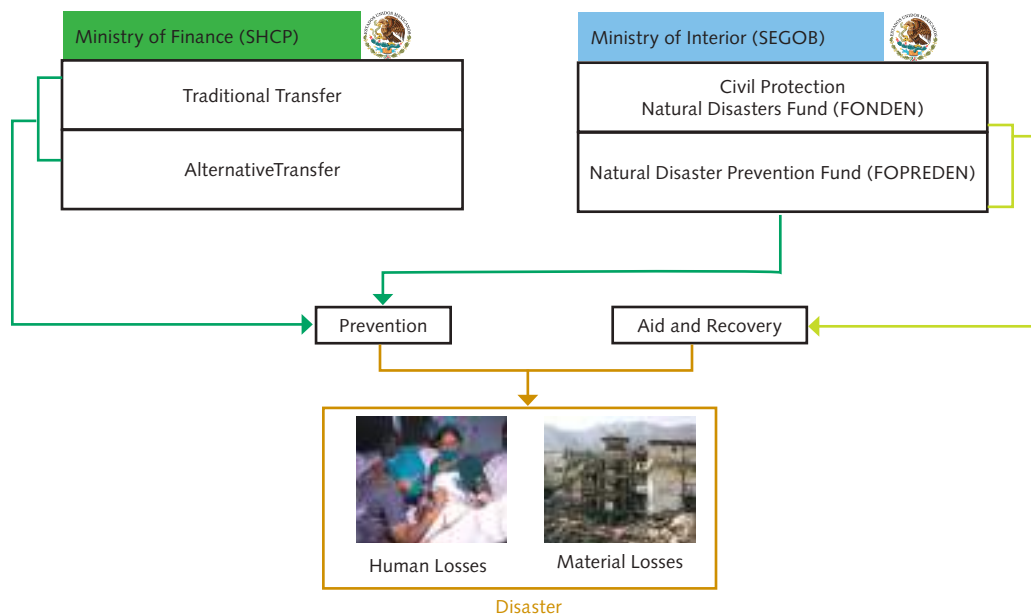 Ministry of Finance (SHCP)
Traditional Transfer
AlternativeTransfer
Ministry of Interior (SEGOB)
Civil Protection
Natural Disasters Fund (FONDEN)
Natural Disaster Prevention Fund (FOPREDEN)
Prevention
Aid and Recovery
Human Losses
Material Losses
Disaster